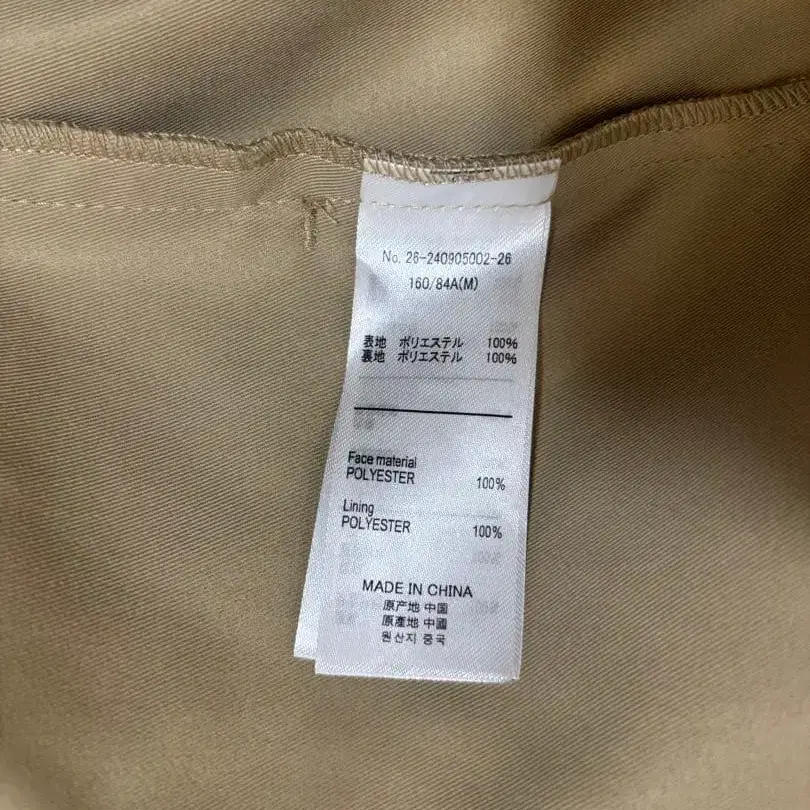 No. 26-240905002-26
160/84A(M)
表地 ポリエステル 100%
裏地 ポリエステル 100%
Face material
POLYESTER 100%
Lining
POLYESTER 100%
MADE IN CHINA
原产地 中国
原產地 中國
원산지 중국